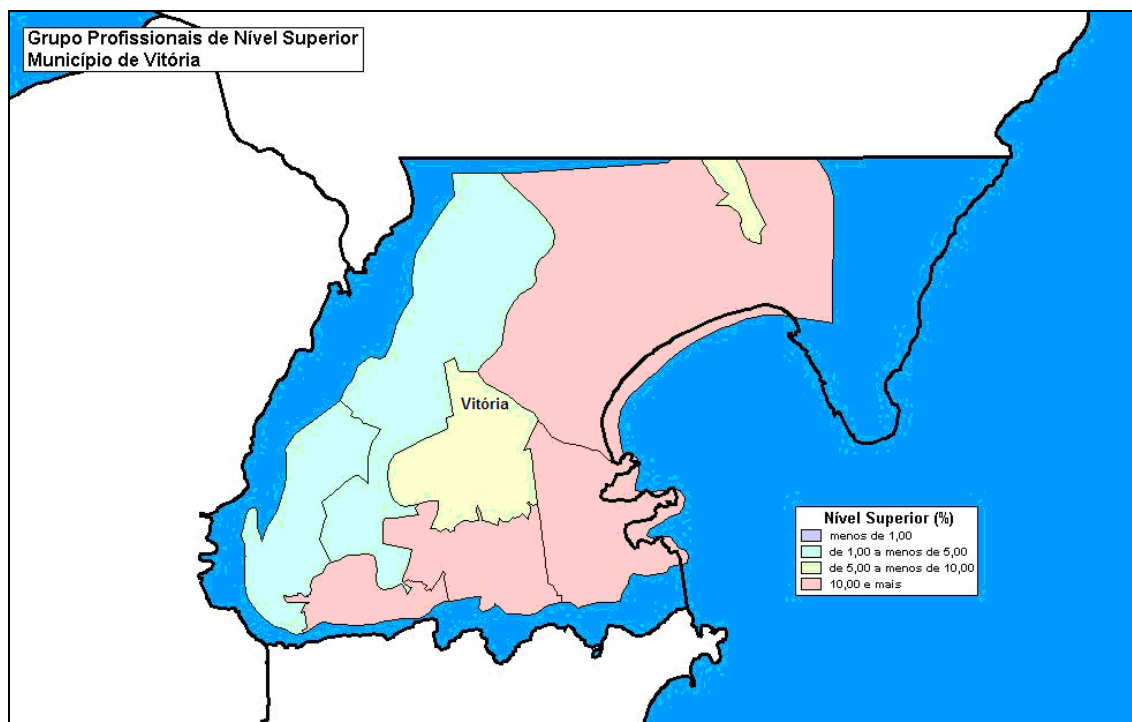 Grupo Profissionais de Nível Superior
Município de Vitória
Vitória
Nível Superior (%)
menos de 1,00
de 1,00 a menos de 5,00
de 5,00 a menos de 10,00
10,00 e mais